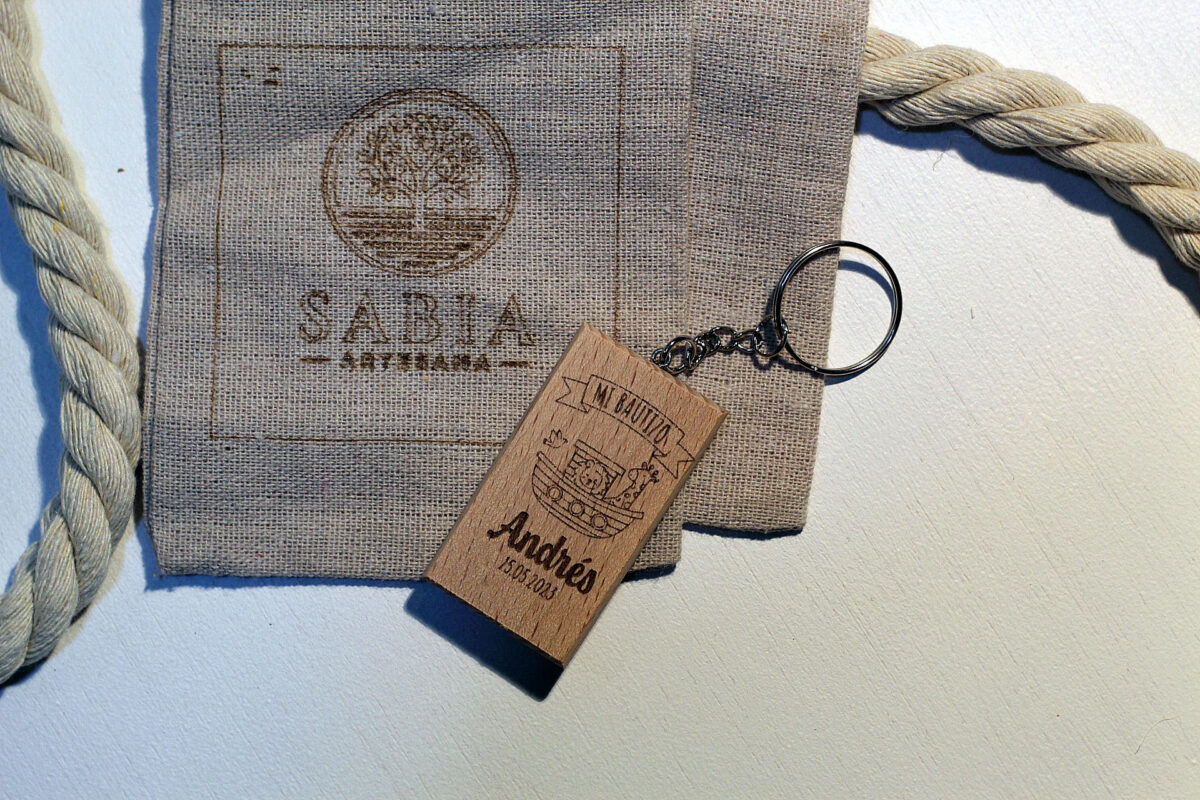 SABIA
ARTESANA
MI BAUTIZO
Andrés
15.05.2023